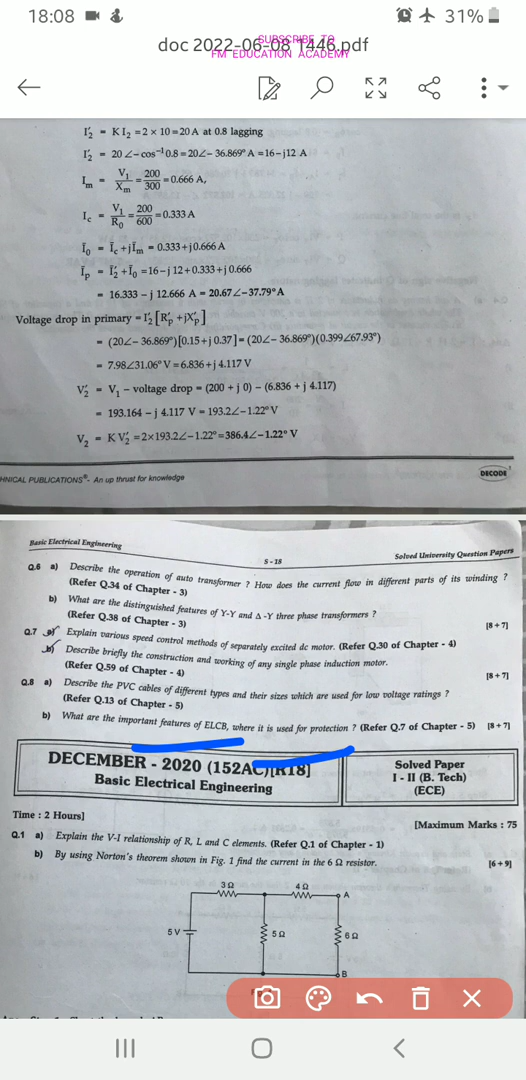 18:08
31%
SUBSCRIBE TO
doc 2022-06-08 1446.pdf
FM EDUCATION ACADEMY
I₂′ = K I₂ = 2 × 10 = 20 A at 0.8 lagging
I₂′ = 20 ∠–cos⁻¹ 0.8 = 20∠– 36.869° A = 16 – j12 A
Iₘ = V₁/Xₘ = 200/300 = 0.666 A,
I꜀ = V₁/R₀ = 200/600 = 0.333 A
Ī₀ = Ī꜀ + jĪₘ = 0.333 + j 0.666 A
Īₚ = Ī₂′ + Ī₀ = 16 – j 12 + 0.333 + j 0.666
= 16.333 – j 12.666 A = 20.67∠–37.79° A
Voltage drop in primary = I₂′ [R′ₚ + jX′ₚ]
= (20∠– 36.869°) [0.15 + j 0.37] = (20∠– 36.869°) (0.399∠67.93°)
= 7.98∠31.06° V = 6.836 + j 4.117 V
V₂′ = V₁ – voltage drop = (200 + j 0) – (6.836 + j 4.117)
= 193.164 – j 4.117 V = 193.2∠–1.22° V
V₂ = K V₂′ = 2×193.2∠–1.22° = 386.4∠–1.22° V
HNICAL PUBLICATIONS®- An up thrust for knowledge
DECODE
Basic Electrical Engineering
S - 18
Solved University Question Papers
Q.6 a) Describe the operation of auto transformer ? How does the current flow in different parts of its winding ?
(Refer Q.34 of Chapter - 3)
b) What are the distinguished features of Y-Y and Δ -Y three phase transformers ?
(Refer Q.38 of Chapter - 3) [8 + 7]
Q.7 a) Explain various speed control methods of separately excited dc motor. (Refer Q.30 of Chapter - 4)
b) Describe briefly the construction and working of any single phase induction motor.
(Refer Q.59 of Chapter - 4) [8 + 7]
Q.8 a) Describe the PVC cables of different types and their sizes which are used for low voltage ratings ?
(Refer Q.13 of Chapter - 5)
b) What are the important features of ELCB, where it is used for protection ? (Refer Q.7 of Chapter - 5) [8 + 7]
DECEMBER - 2020 (152AC)[R18]
Basic Electrical Engineering
Solved Paper
I - II (B. Tech)
(ECE)
Time : 2 Hours]
[Maximum Marks : 75
Q.1 a) Explain the V-I relationship of R, L and C elements. (Refer Q.1 of Chapter - 1)
b) By using Norton's theorem shown in Fig. 1 find the current in the 6 Ω resistor. [6 + 9]
3 Ω
4 Ω
A
5 V
5 Ω
6 Ω
B